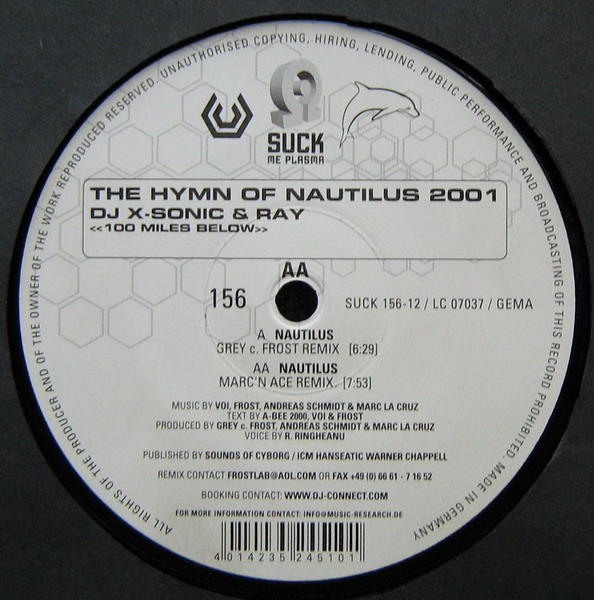 ALL RIGHTS OF THE PRODUCER AND OF THE OWNER OF THE WORK REPRODUCED RESERVED. UNAUTHORISED COPYING, HIRING, LENDING, PUBLIC PERFORMANCE AND BROADCASTING OF THIS RECORD PROHIBITED. MADE IN GERMANY
SUCK
ME PLASMA
THE HYMN OF NAUTILUS 2001
DJ X-SONIC & RAY
<<100 MILES BELOW>>
AA
156
SUCK 156-12 / LC 07037 / GEMA
A NAUTILUS
GREY c. FROST REMIX [6:29]
AA NAUTILUS
MARC'N ACE REMIX. [7:53]
MUSIC BY VOI, FROST, ANDREAS SCHMIDT & MARC LA CRUZ
TEXT BY A-BEE 2000, VOI & FROST
PRODUCED BY GREY c. FROST, ANDREAS SCHMIDT & MARC LA CRUZ
VOICE BY R. RINGHEANU
PUBLISHED BY SOUNDS OF CYBORG / ICM HANSEATIC WARNER CHAPPELL
REMIX CONTACT FROSTLAB@AOL.COM OR FAX +49 (0) 66 61 - 7 16 52
BOOKING CONTACT: WWW.DJ-CONNECT.COM
FOR MORE INFORMATION CONTACT: INFO@MUSIC-RESEARCH.DE
4 014235 245101